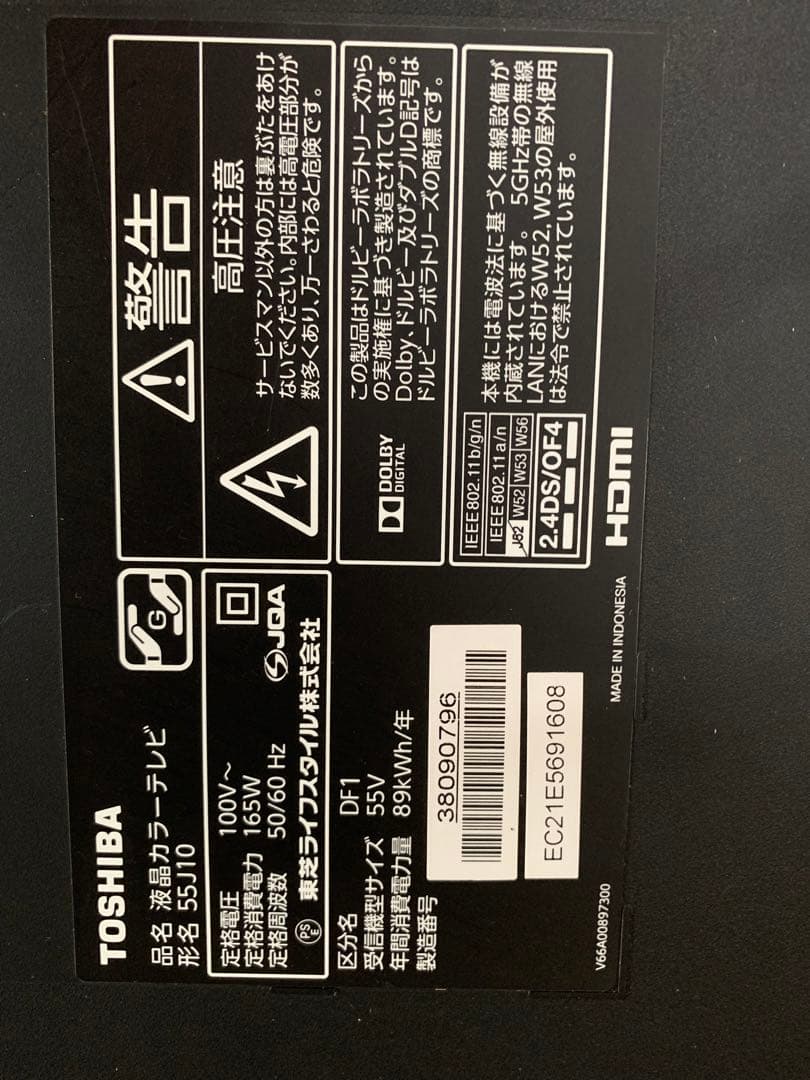 TOSHIBA
品名 液晶カラーテレビ
形名 55J10
G
定格電圧 100V～
定格消費電力 165W
定格周波数 50/60 Hz
JQA
PSE 東芝ライフスタイル株式会社
区分名 DF1
受信機型サイズ 55V
年間消費電力量 89kWh/年
製造番号
38090796
EC21E5691608
V66A00897300
MADE IN INDONESIA
警告
高圧注意
サービスマン以外の方は裏ぶたをあけ
ないでください。内部には高電圧部分が
数多くあり、万一さわると危険です。
DOLBY
DIGITAL
この製品はドルビーラボラトリーズから
の実施権に基づき製造されています。
Dolby、ドルビー及びダブルD記号は
ドルビーラボラトリーズの商標です。
IEEE802.11b/g/n
IEEE802.11a/n
J52 W52 W53 W56
2.4DS/OF4
本機には電波法に基づく無線設備が
内蔵されています。 5GHz帯の無線
LANにおけるW52, W53の屋外使用
は法令で禁止されています。
HDMI